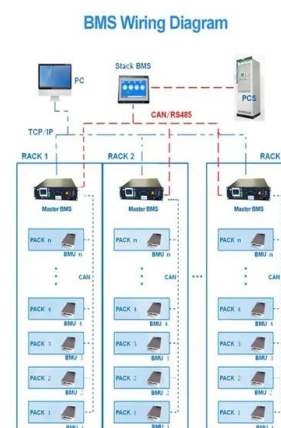 BMS Wiring Diagram
PC
Stack BMS
PCS
CAN/RS485
TCP/IP
RACK 1
RACK 2
RACK
Master BMS
Master BMS
Master BMS
PACK n
BMU n
PACK n
BMU n
PACK n
BMU n
CAN
CAN
CAN
PACK 4
BMU 4
PACK 4
BMU 4
PACK 4
BMU 4
PACK 3
BMU 3
PACK 3
BMU 3
PACK 3
BMU 3
PACK 2
BMU 2
PACK 2
BMU 2
PACK 2
BMU 2
PACK 1
PACK 1
PACK 1